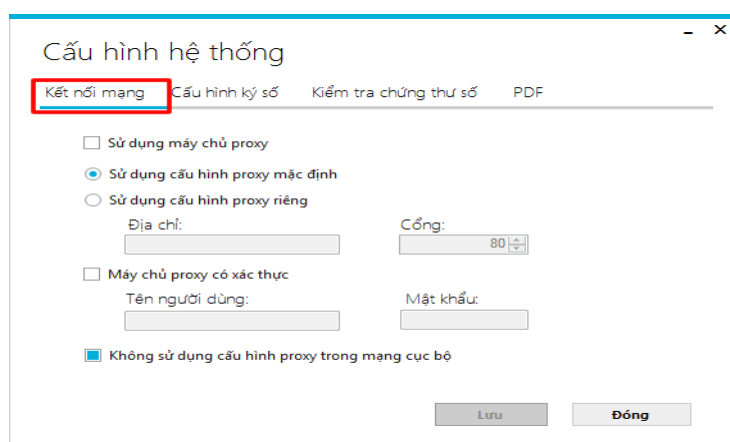 Cấu hình hệ thống
Kết nối mạng Cấu hình ký số Kiểm tra chứng thư số PDF
Sử dụng máy chủ proxy
Sử dụng cấu hình proxy mặc định
Sử dụng cấu hình proxy riêng
Địa chỉ: Cổng:
80
Máy chủ proxy có xác thực
Tên người dùng: Mật khẩu:
Không sử dụng cấu hình proxy trong mạng cục bộ
Lưu Đóng